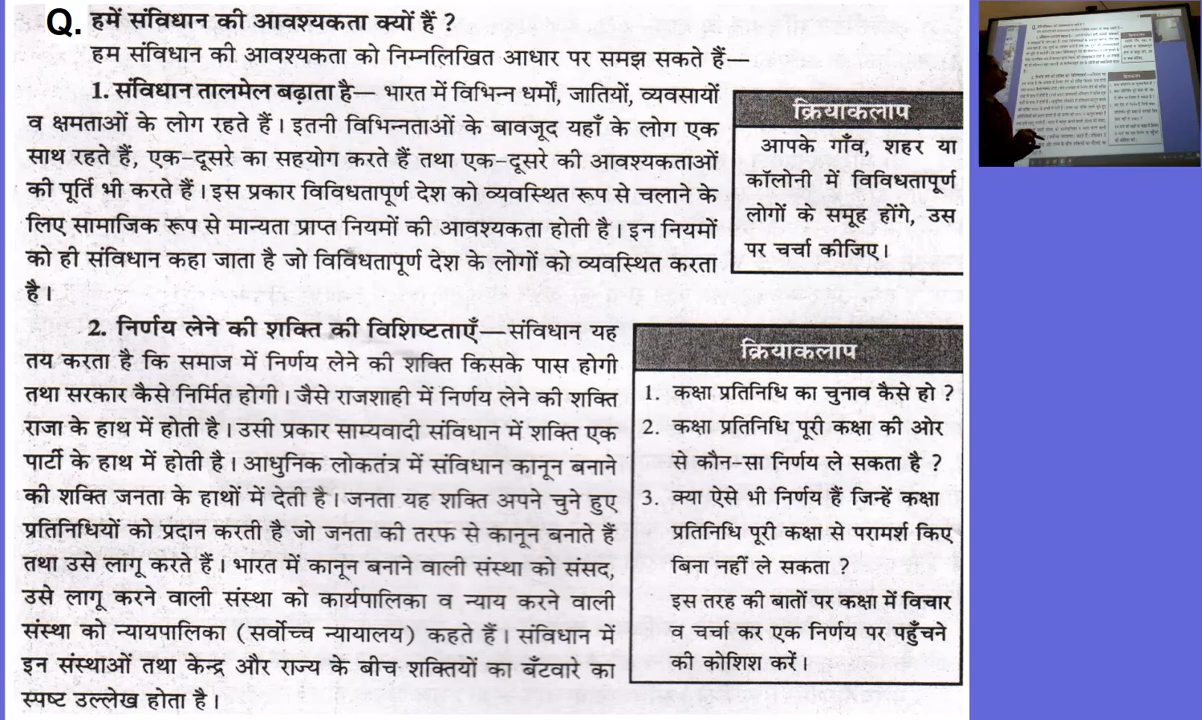 Q. हमें संविधान की आवश्यकता क्यों हैं ?
हम संविधान की आवश्यकता को निम्नलिखित आधार पर समझ सकते हैं—
1. संविधान तालमेल बढ़ाता है— भारत में विभिन्न धर्मों, जातियों, व्यवसायों
व क्षमताओं के लोग रहते हैं। इतनी विभिन्नताओं के बावजूद यहाँ के लोग एक
साथ रहते हैं, एक-दूसरे का सहयोग करते हैं तथा एक-दूसरे की आवश्यकताओं
की पूर्ति भी करते हैं। इस प्रकार विविधतापूर्ण देश को व्यवस्थित रूप से चलाने के
लिए सामाजिक रूप से मान्यता प्राप्त नियमों की आवश्यकता होती है। इन नियमों
को ही संविधान कहा जाता है जो विविधतापूर्ण देश के लोगों को व्यवस्थित करता
है।
क्रियाकलाप
आपके गाँव, शहर या
कॉलोनी में विविधतापूर्ण
लोगों के समूह होंगे, उस
पर चर्चा कीजिए।
2. निर्णय लेने की शक्ति की विशिष्टताएँ— संविधान यह
तय करता है कि समाज में निर्णय लेने की शक्ति किसके पास होगी
तथा सरकार कैसे निर्मित होगी। जैसे राजशाही में निर्णय लेने की शक्ति
राजा के हाथ में होती है। उसी प्रकार साम्यवादी संविधान में शक्ति एक
पार्टी के हाथ में होती है। आधुनिक लोकतंत्र में संविधान कानून बनाने
की शक्ति जनता के हाथों में देती है। जनता यह शक्ति अपने चुने हुए
प्रतिनिधियों को प्रदान करती है जो जनता की तरफ से कानून बनाते हैं
तथा उसे लागू करते हैं। भारत में कानून बनाने वाली संस्था को संसद,
उसे लागू करने वाली संस्था को कार्यपालिका व न्याय करने वाली
संस्था को न्यायपालिका (सर्वोच्च न्यायालय) कहते हैं। संविधान में
इन संस्थाओं तथा केन्द्र और राज्य के बीच शक्तियों का बँटवारे का
स्पष्ट उल्लेख होता है।
क्रियाकलाप
1. कक्षा प्रतिनिधि का चुनाव कैसे हो ?
2. कक्षा प्रतिनिधि पूरी कक्षा की ओर
से कौन-सा निर्णय ले सकता है ?
3. क्या ऐसे भी निर्णय हैं जिन्हें कक्षा
प्रतिनिधि पूरी कक्षा से परामर्श किए
बिना नहीं ले सकता ?
इस तरह की बातों पर कक्षा में विचार
व चर्चा कर एक निर्णय पर पहुँचने
की कोशिश करें।